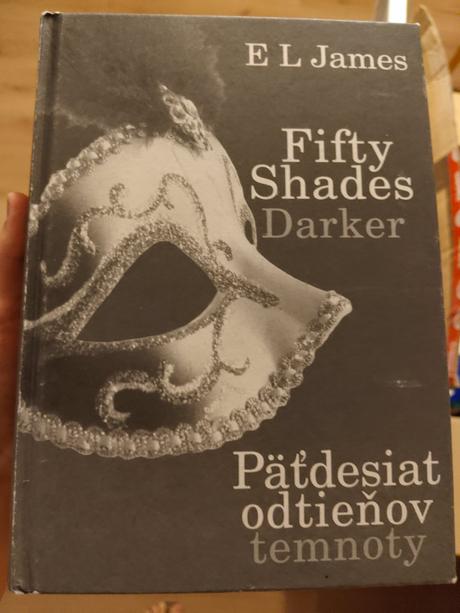 E L James
Fifty
Shades
Darker
Päťdesiat
odtieňov
temnoty